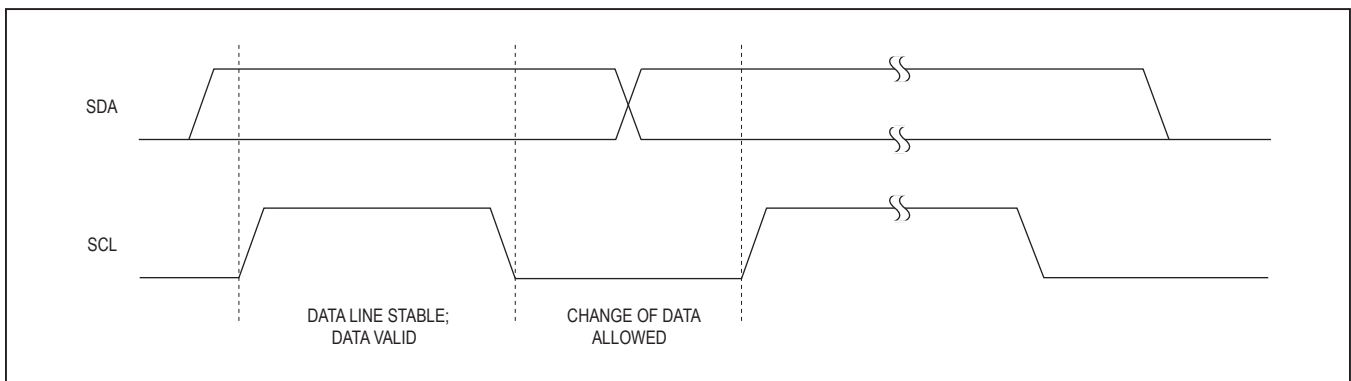 SDA
SCL
DATA LINE STABLE;
DATA VALID
CHANGE OF DATA
ALLOWED